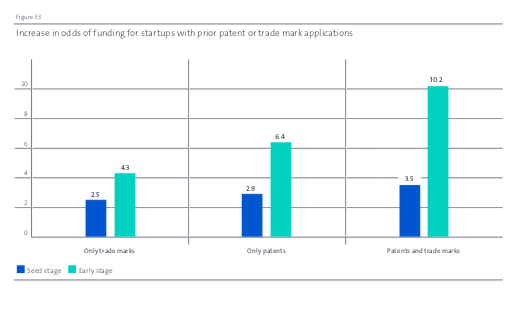 Figure E3
Increase in odds of funding for startups with prior patent or trade mark applications
10
8
6
4
2
0
2.5
4.3
2.9
6.4
3.5
10.2
Only trade marks
Only patents
Patents and trade marks
Seed stage
Early stage